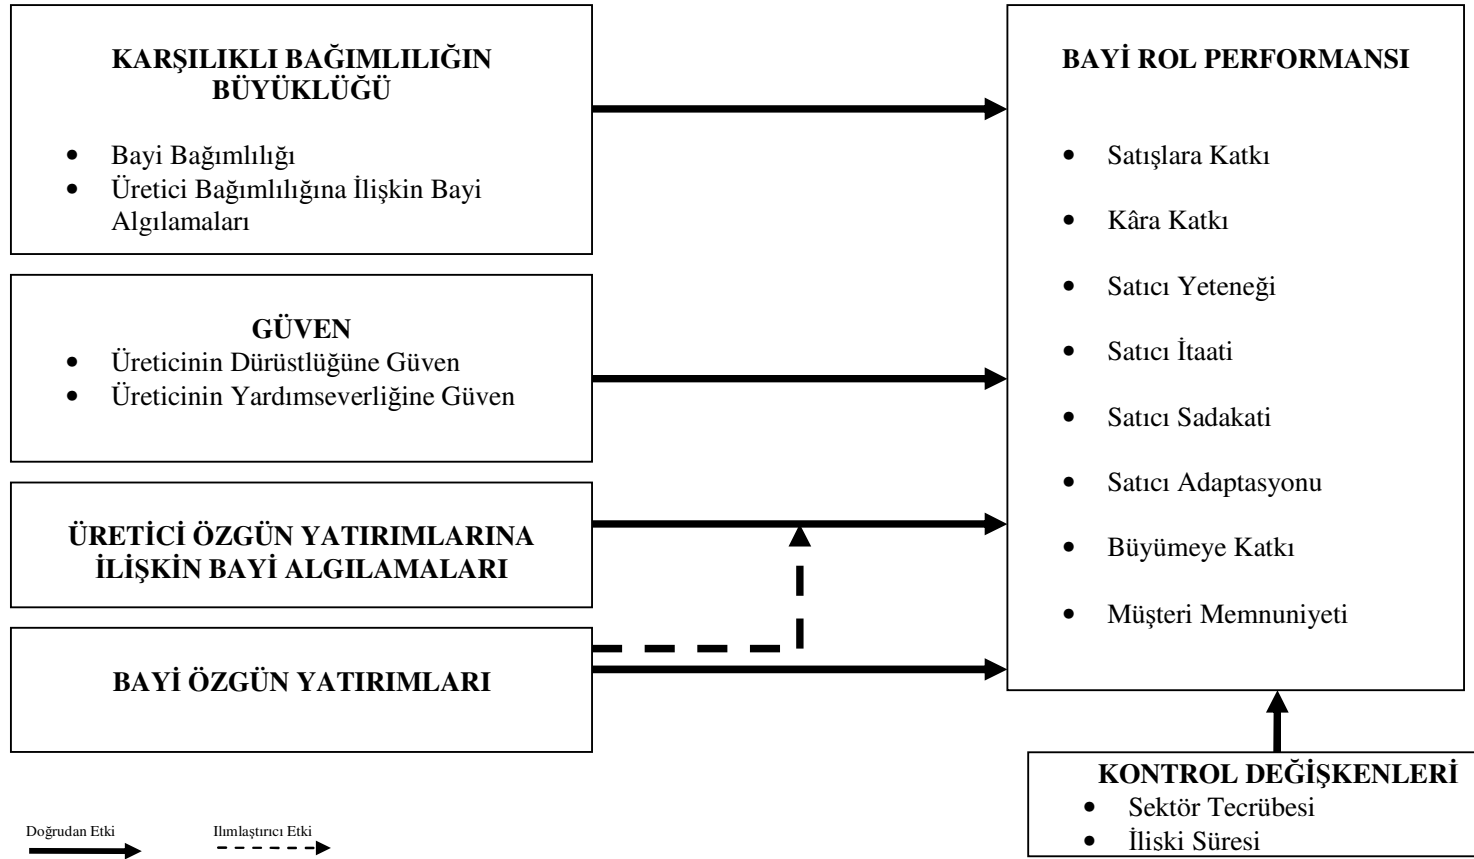 KARŞILIKLI BAĞIMLILIĞIN
BÜYÜKLÜĞÜ
• Bayi Bağımlılığı
• Üretici Bağımlılığına İlişkin Bayi
Algılamaları
GÜVEN
• Üreticinin Dürüstlüğüne Güven
• Üreticinin Yardımseverliğine Güven
ÜRETİCİ ÖZGÜN YATIRIMLARINA
İLİŞKİN BAYİ ALGILAMALARI
BAYİ ÖZGÜN YATIRIMLARI
BAYİ ROL PERFORMANSI
• Satışlara Katkı
• Kâra Katkı
• Satıcı Yeteneği
• Satıcı İtaati
• Satıcı Sadakati
• Satıcı Adaptasyonu
• Büyümeye Katkı
• Müşteri Memnuniyeti
KONTROL DEĞİŞKENLERİ
• Sektör Tecrübesi
• İliski Süresi
Doğrudan Etki
Ilımlaştırıcı Etki